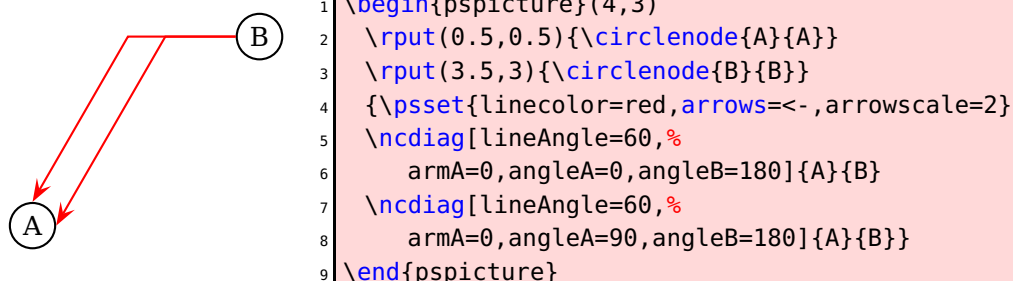 B
A
1 \begin{pspicture}(4,3)
2 \rput(0.5,0.5){\circlenode{A}{A}}
3 \rput(3.5,3){\circlenode{B}{B}}
4 {\psset{linecolor=red,arrows=<-,arrowscale=2}
5 \ncdiag[lineAngle=60,%
6 armA=0,angleA=0,angleB=180]{A}{B}
7 \ncdiag[lineAngle=60,%
8 armA=0,angleA=90,angleB=180]{A}{B}}
9 \end{pspicture}